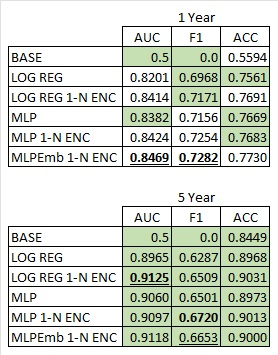 1 Year
AUC F1 ACC
BASE 0.5 0.0 0.5594
LOG REG 0.8201 0.6968 0.7561
LOG REG 1-N ENC 0.8414 0.7171 0.7691
MLP 0.8382 0.7156 0.7669
MLP 1-N ENC 0.8424 0.7254 0.7683
MLPEmb 1-N ENC 0.8469 0.7282 0.7730
5 Year
AUC F1 ACC
BASE 0.5 0.0 0.8449
LOG REG 0.8965 0.6287 0.8968
LOG REG 1-N ENC 0.9125 0.6509 0.9031
MLP 0.9060 0.6501 0.8973
MLP 1-N ENC 0.9097 0.6720 0.9013
MLPEmb 1-N ENC 0.9118 0.6653 0.9000